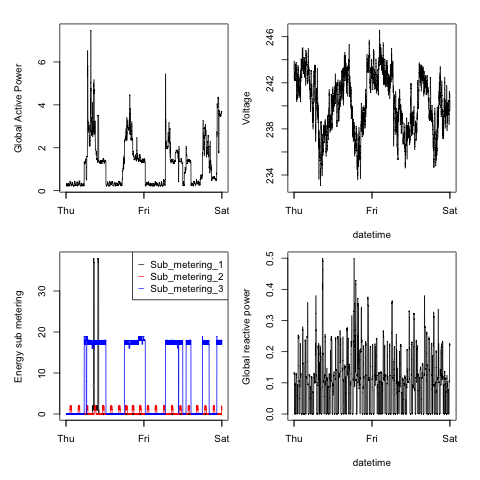 Global Active Power
0 2 4 6
Thu Fri Sat
Voltage
234 238 242 246
Thu Fri Sat
datetime
Energy sub metering
0 10 20 30
Sub_metering_1
Sub_metering_2
Sub_metering_3
Thu Fri Sat
Global reactive power
0.0 0.1 0.2 0.3 0.4 0.5
Thu Fri Sat
datetime